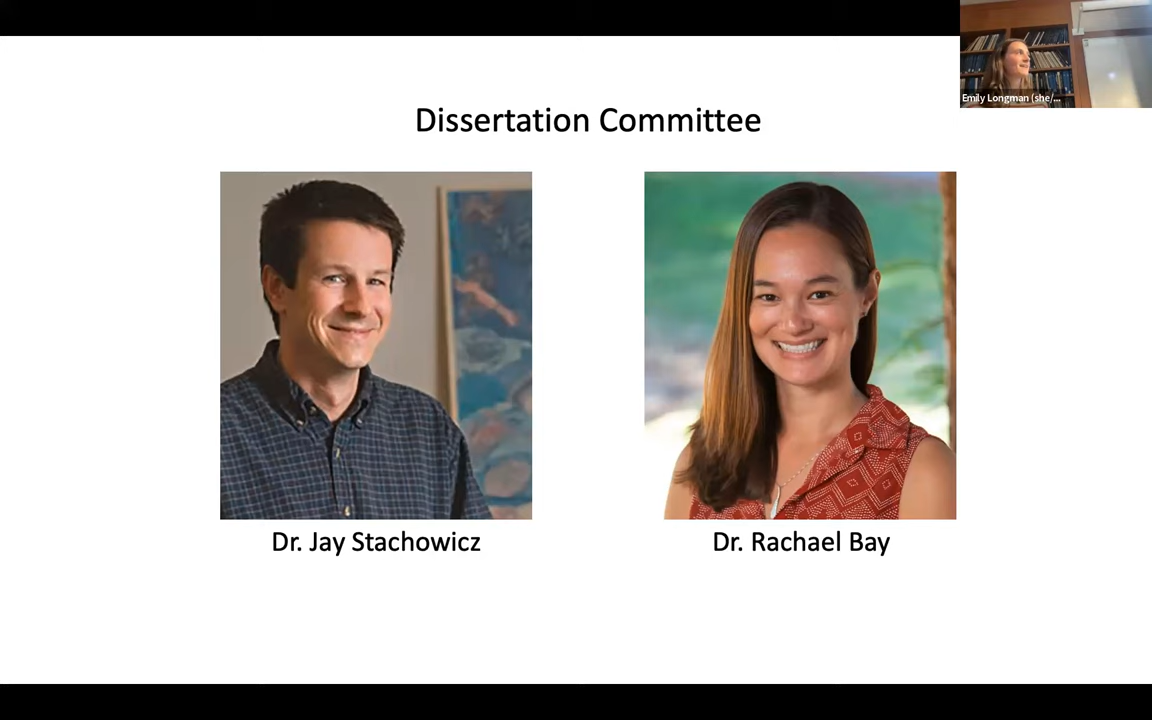 Emily Longman (she/...
Dissertation Committee
Dr. Jay Stachowicz
Dr. Rachael Bay